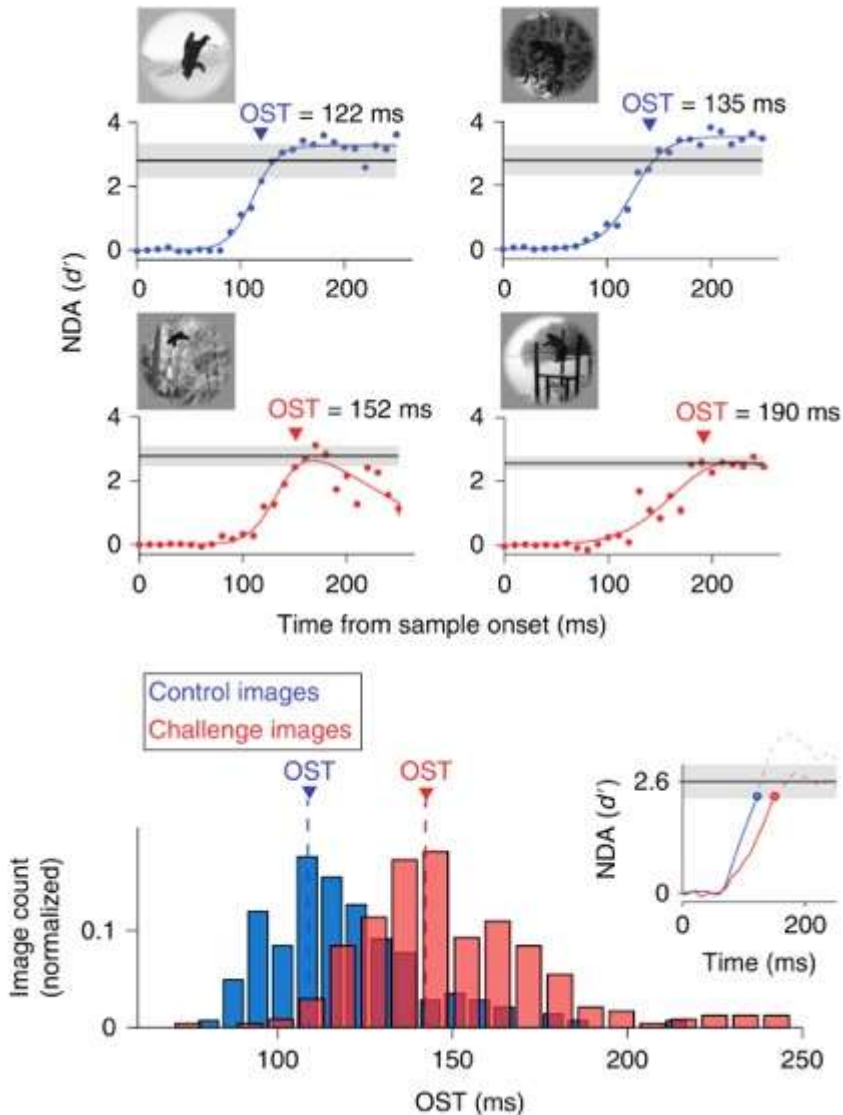 OST = 122 ms
OST = 135 ms
4
2
0
0
100
200
4
2
0
0
100
200
NDA (d′)
OST = 152 ms
OST = 190 ms
4
2
0
0
100
200
4
2
0
0
100
200
Time from sample onset (ms)
Control images
Challenge images
OST
OST
Image count
(normalized)
0.1
0
100
150
200
250
OST (ms)
NDA (d′)
2.6
0
0
200
Time (ms)